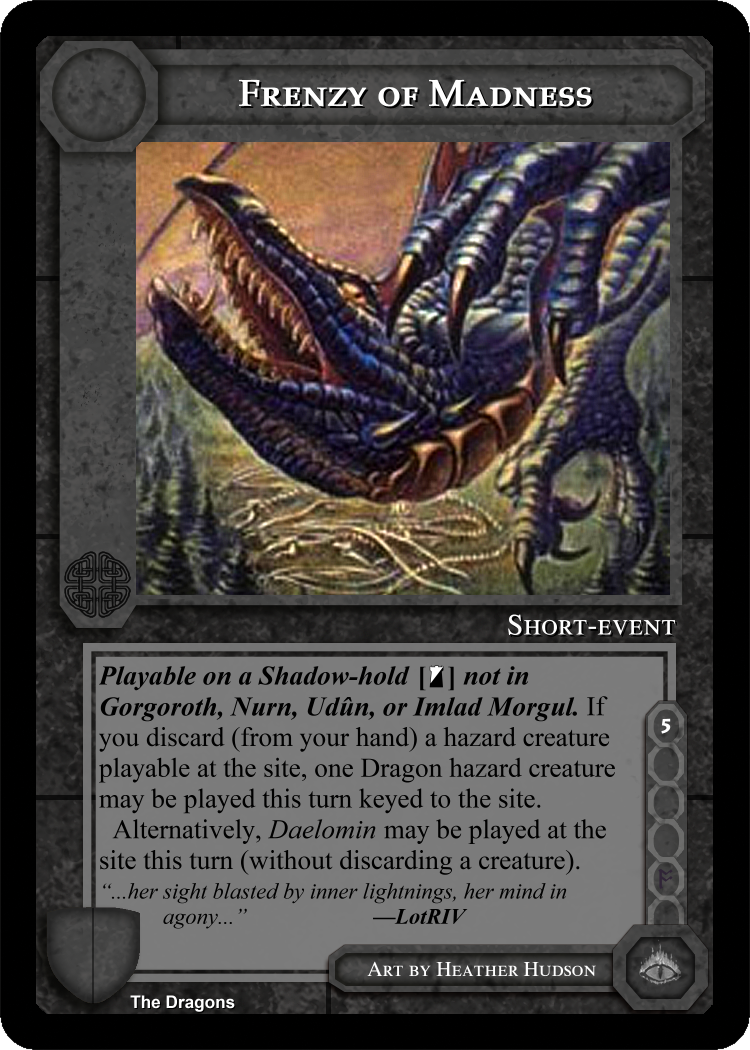 Frenzy of Madness
Short-event
Playable on a Shadow-hold [] not in
Gorgoroth, Nurn, Udûn, or Imlad Morgul. If
you discard (from your hand) a hazard creature
playable at the site, one Dragon hazard creature
may be played this turn keyed to the site.
Alternatively, Daelomin may be played at the
site this turn (without discarding a creature).
“...her sight blasted by inner lightnings, her mind in
agony...” —LotRIV
5
Art by Heather Hudson
The Dragons